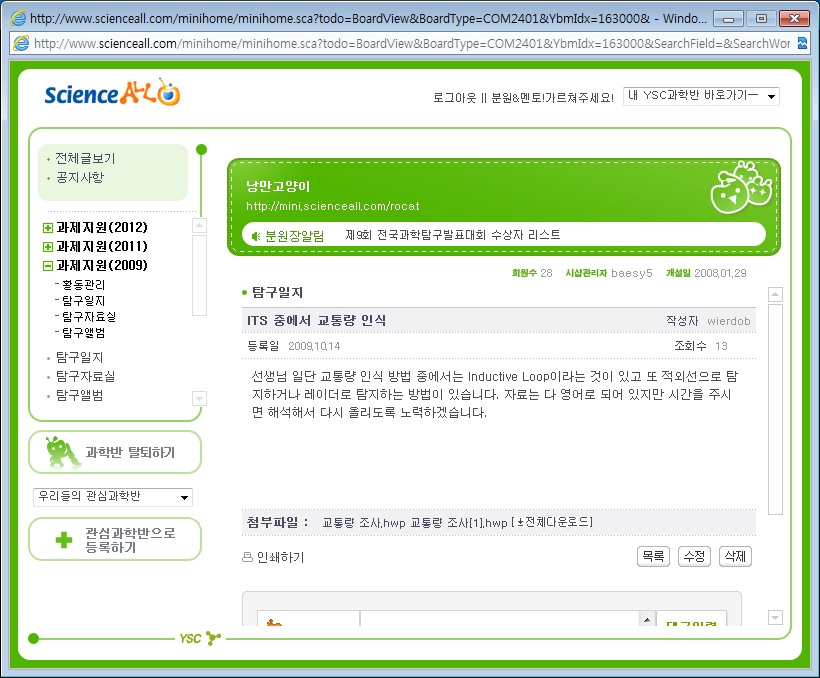 http://www.scienceall.com/minihome/minihome.sca?todo=BoardView&BoardType=COM2401&YbmIdx=163000& - Windo...
http://www.scienceall.com/minihome/minihome.sca?todo=BoardView&BoardType=COM2401&YbmIdx=163000&SearchField=&SearchWor
Science
로그아웃 || 분원&멘토!가르쳐주세요! 내 YSC과학반 바로가기ㅡ
전체글보기
공지사항
과제지원(2012)
과제지원(2011)
과제지원(2009)
활동관리
탐구일지
탐구자료실
탐구앨범
탐구일지
탐구자료실
탐구앨범
과학반 탈퇴하기
우리들의 관심과학반
관심과학반으로
등록하기
낭만고양이
http://mini.scienceall.com/rocat
분원장알림 제9회 전국과학탐구발표대회 수상자 리스트
회원수 28 시샵관리자 baesy5 개설일 2008.01.29
탐구일지
ITS 중에서 교통량 인식 작성자 wierdob
등록일 2009.10.14 조회수 13
선생님 일단 교통량 인식 방법 중에서는 Inductive Loop이라는 것이 있고 또 적외선으로 탐
지하거나 레이더로 탐지하는 방법이 있습니다. 자료는 다 영어로 되어 있지만 시간을 주시
면 해석해서 다시 올리도록 노력하겠습니다.
첨부파일 : 교통량 조사.hwp 교통량 조사[1].hwp [전체다운로드]
인쇄하기 목록 수정 삭제
YSC